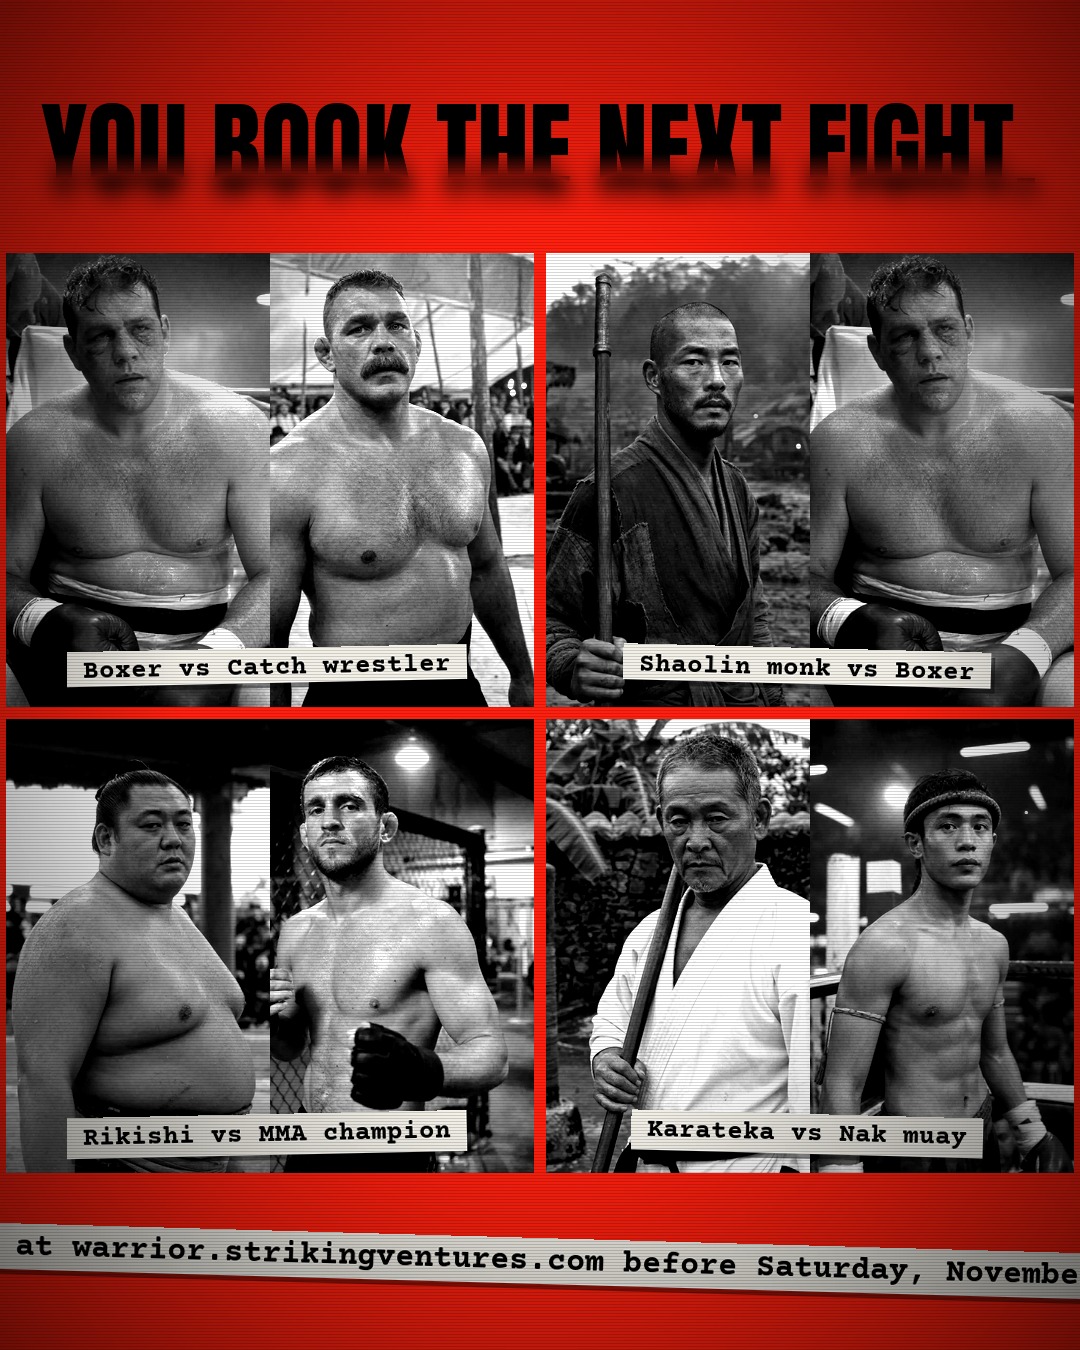 YOU BOOK THE NEXT FIGHT
Boxer vs Catch wrestler
Shaolin monk vs Boxer
Rikishi vs MMA champion
Karateka vs Nak muay
at warrior.strikingventures.com before Saturday, Novembe